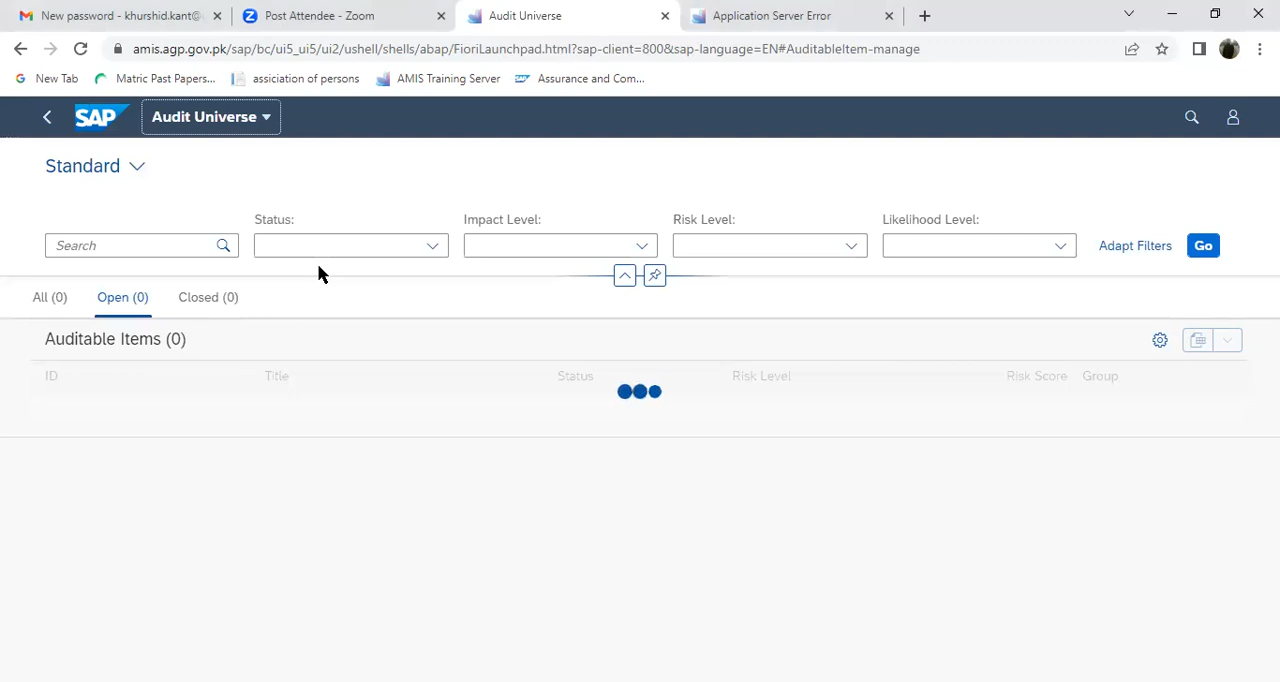 New password - khurshid.kant@
Post Attendee - Zoom
Audit Universe
Application Server Error
amis.agp.gov.pk/sap/bc/ui5_ui5/ui2/ushell/shells/abap/FioriLaunchpad.html?sap-client=800&sap-language=EN#AuditableItem-manage
New Tab
Matric Past Papers...
assiciation of persons
AMIS Training Server
Assurance and Com...
SAP
Audit Universe
Standard
Status:
Impact Level:
Risk Level:
Likelihood Level:
Search
Adapt Filters
Go
All (0)
Open (0)
Closed (0)
Auditable Items (0)
ID
Title
Status
Risk Level
Risk Score
Group